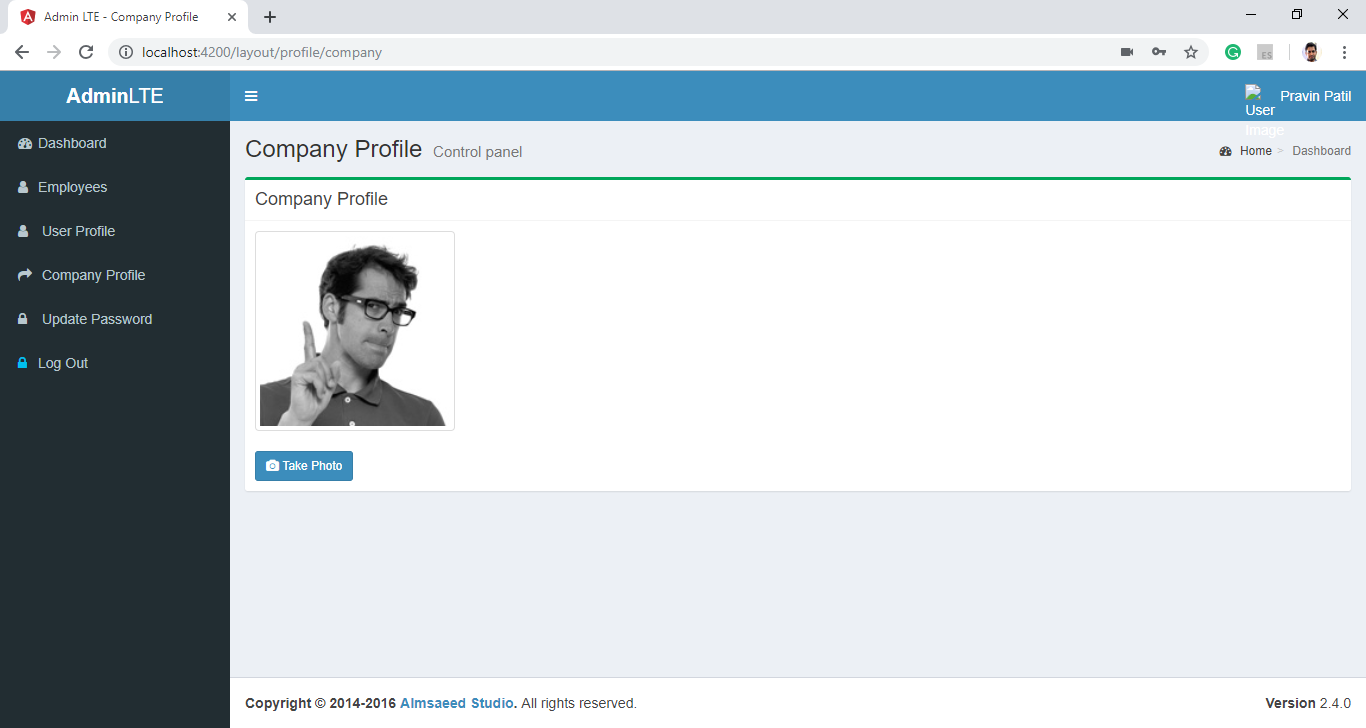 Admin LTE - Company Profile
localhost:4200/layout/profile/company
ES
AdminLTE
User Image
Pravin Patil
Dashboard
Employees
User Profile
Company Profile
Update Password
Log Out
Company Profile Control panel
Home > Dashboard
Company Profile
Take Photo
Copyright © 2014-2016 Almsaeed Studio. All rights reserved.
Version 2.4.0